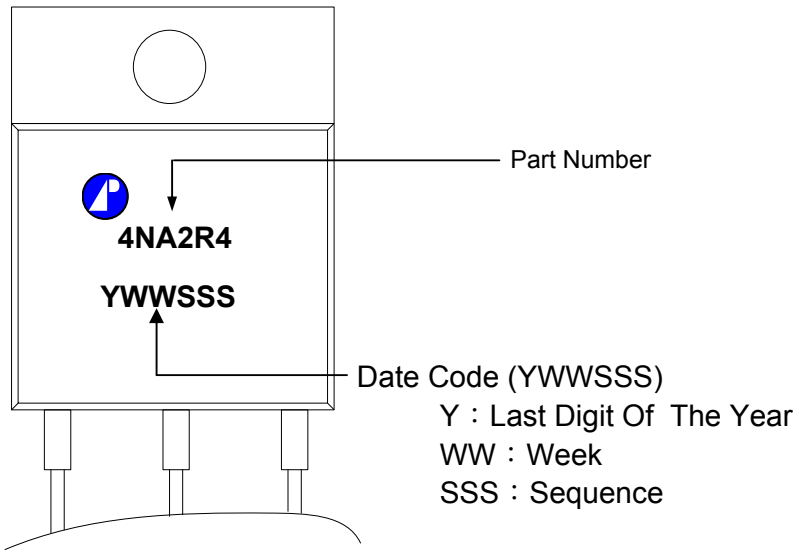 Part Number
4NA2R4
YWWSSS
Date Code (YWWSSS)
Y：Last Digit Of The Year
WW：Week
SSS：Sequence